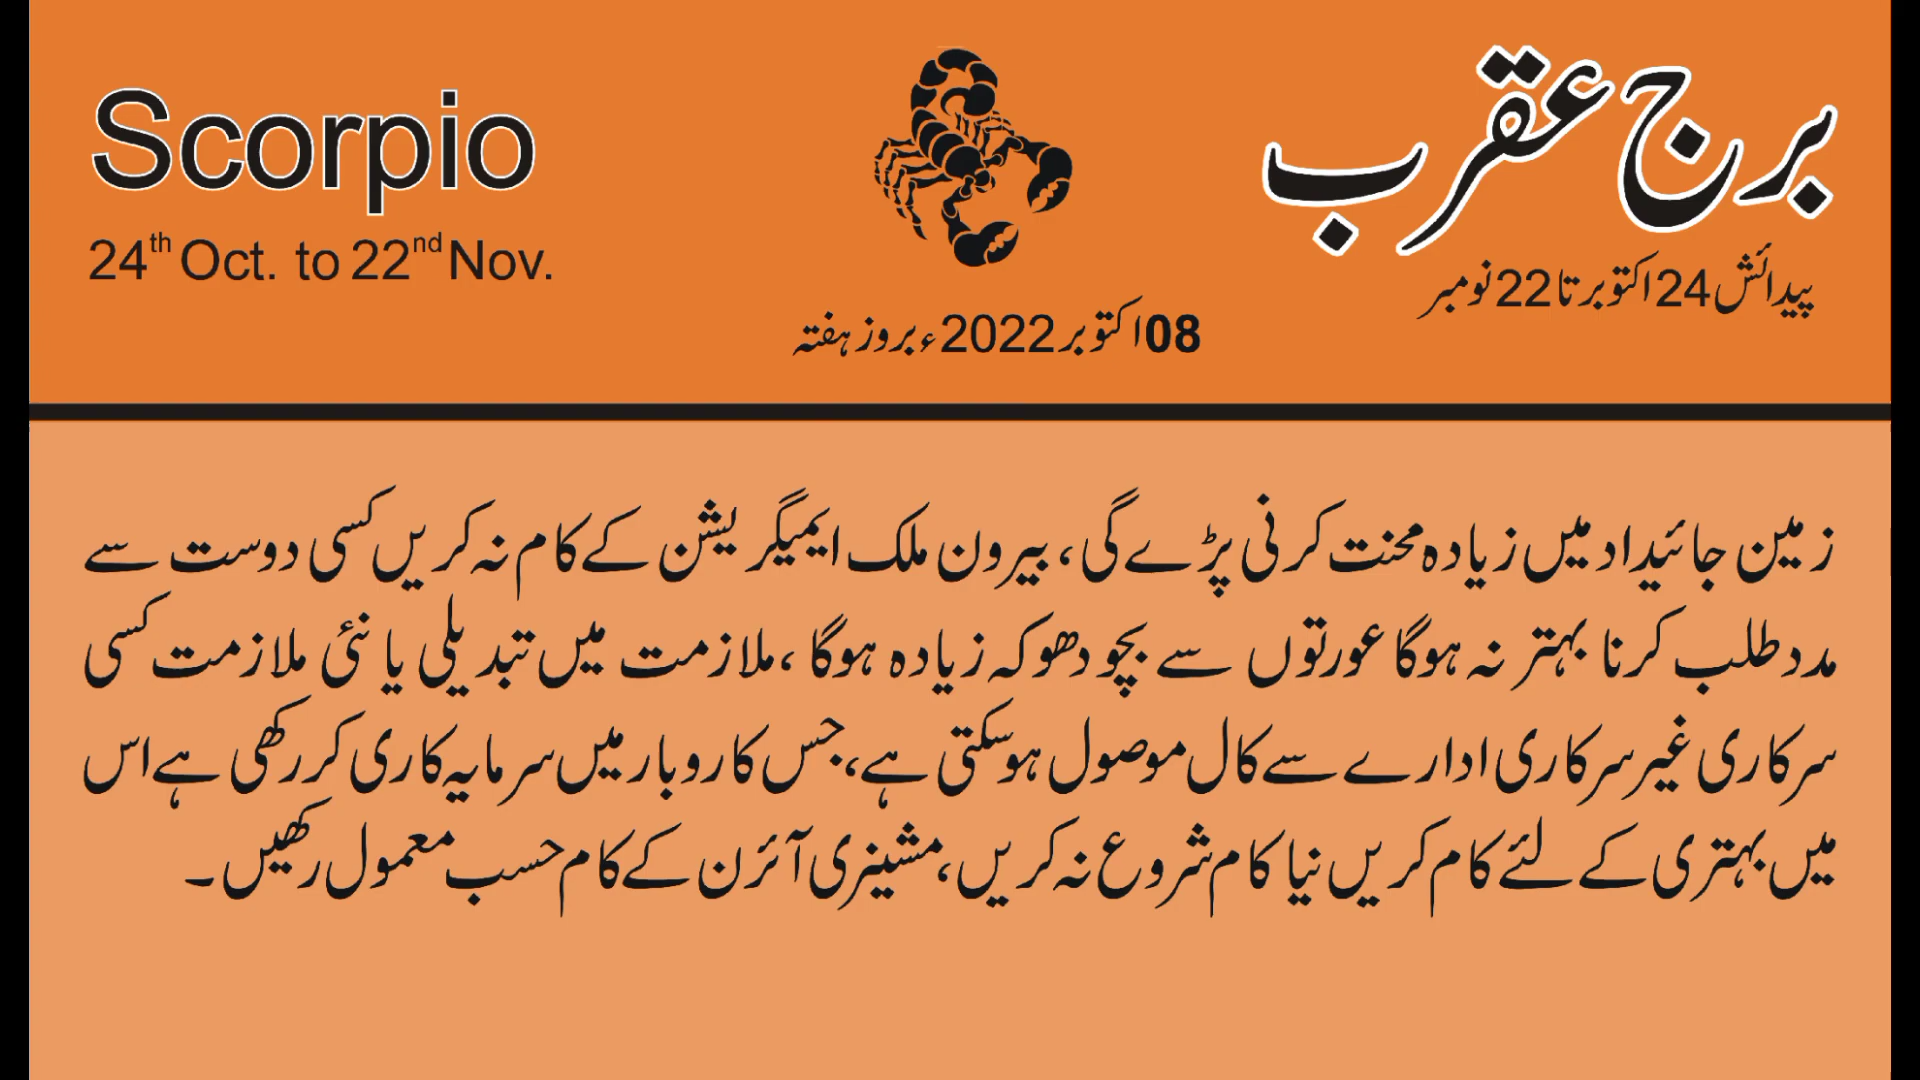 Scorpio
برج عقرب
24th Oct. to 22nd Nov.
پیدائش 24 اکتوبر تا 22 نومبر
08 اکتوبر 2022ء بروز ہفتہ
زمین جائیداد میں زیادہ محنت کرنی پڑے گی، بیرون ملک ایمیگریشن کے کام نہ کریں کسی دوست سے
مدد طلب کرنا بہتر نہ ہوگا عورتوں سے بچو دھوکہ زیادہ ہوگا ،ملازمت میں تبدیلی یا نئی ملازمت کسی
سرکاری غیر سرکاری ادارے سے کال موصول ہوسکتی ہے، جس کاروبار میں سرمایہ کاری کر رکھی ہے اس
میں بہتری کے لئے کام کریں نیا کام شروع نہ کریں، مشینری آئرن کے کام حسب معمول رکھیں۔